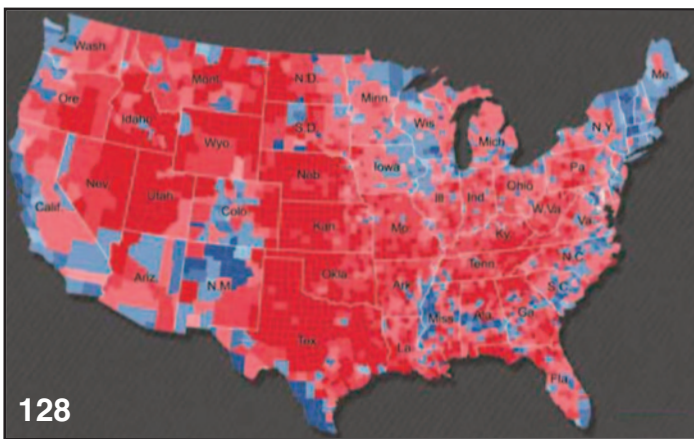 Wash.
Me.
Mont.
N.D.
Ore.
Minn.
Idaho
S.D.
Wis.
N.Y.
Mich.
Wyo.
Iowa
Neb.
Pa.
Nev.
Utah
Colo.
Ill.
Ind.
Ohio
Calif.
W.Va.
Va.
Kan.
Mo.
Ky.
N.C.
Tenn.
Ariz.
N.M.
Okla.
Ark.
S.C.
Miss.
Ala.
Ga.
Tex.
La.
Fla.
128